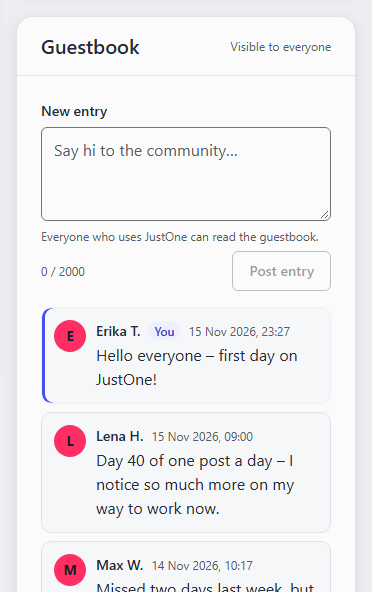 Guestbook
Visible to everyone
New entry
Say hi to the community...
Everyone who uses JustOne can read the guestbook.
0 / 2000
Post entry
E
Erika T. You 15 Nov 2026, 23:27
Hello everyone – first day on
JustOne!
L
Lena H. 15 Nov 2026, 09:00
Day 40 of one post a day – I
notice so much more on my
way to work now.
M
Max W. 14 Nov 2026, 10:17
Missed two days last week, but